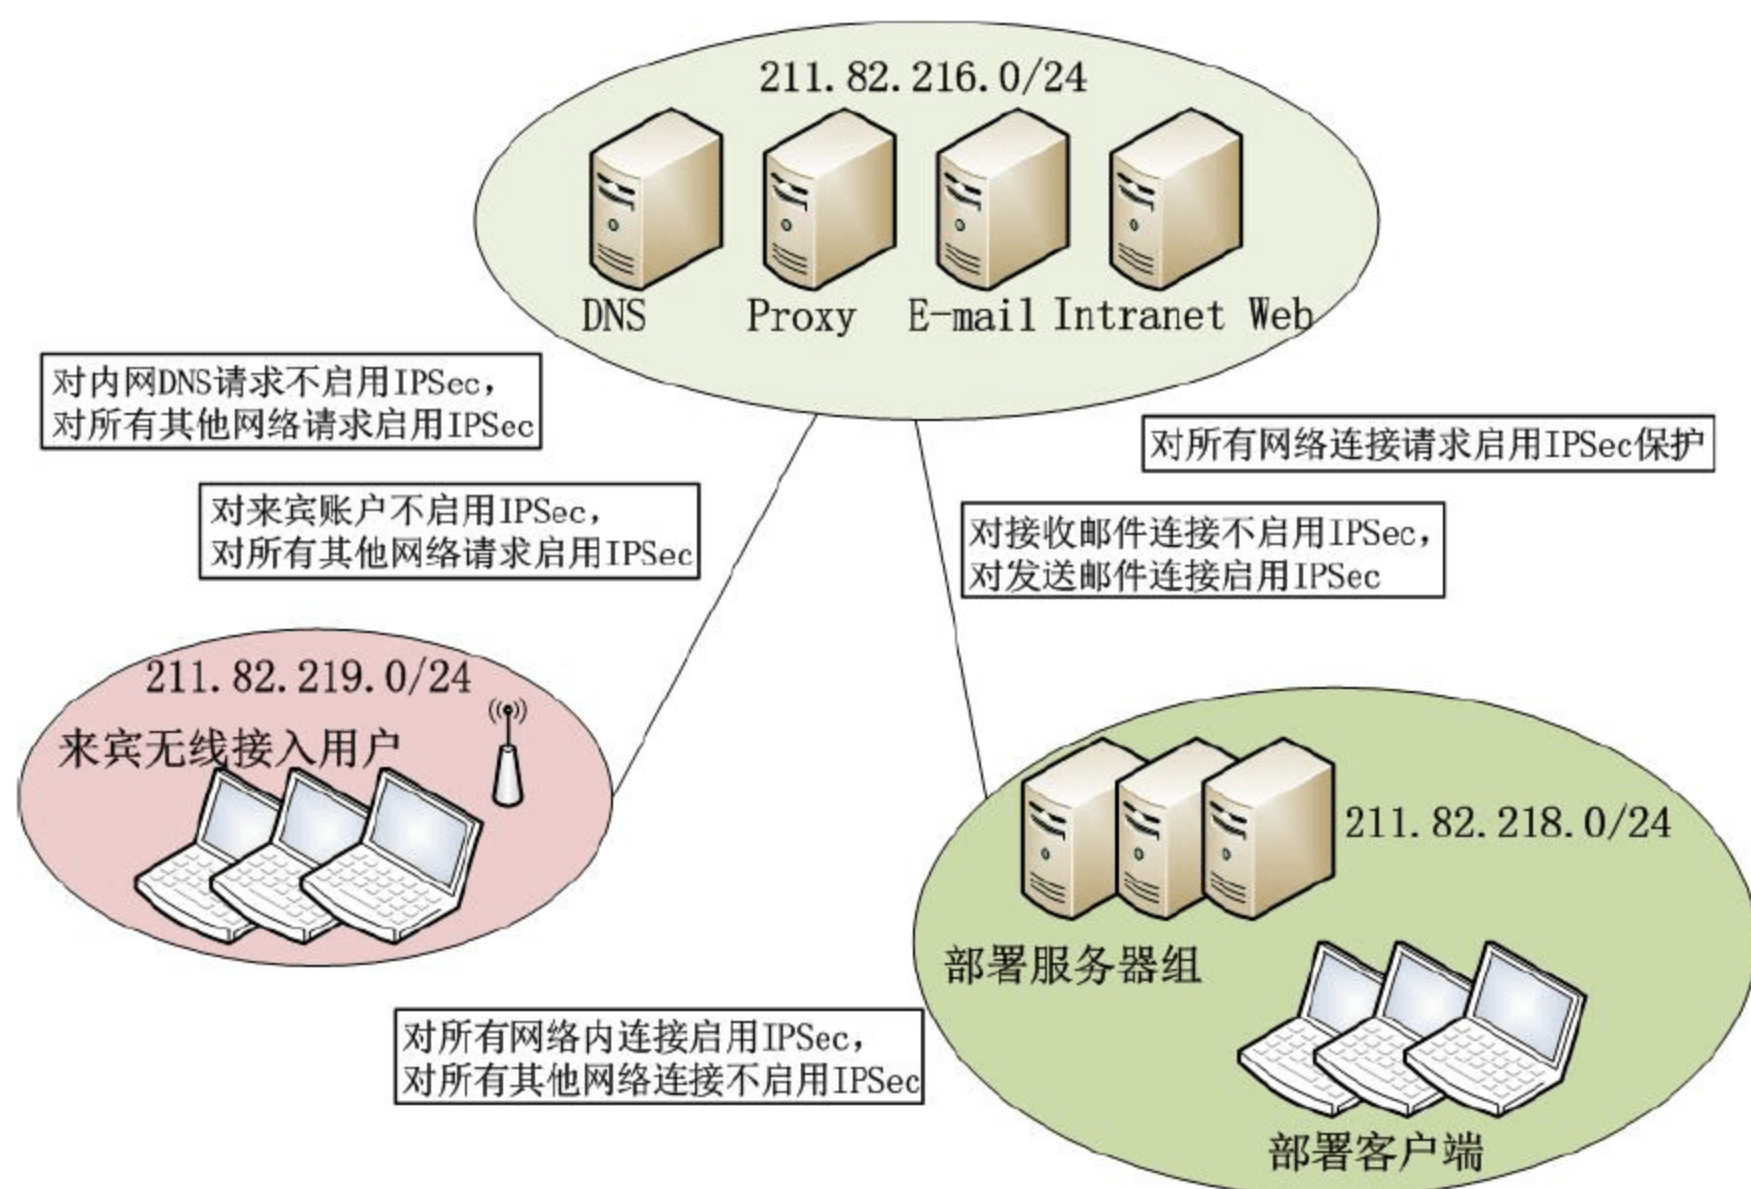 211.82.216.0/24
DNS
Proxy
E-mail
Intranet Web
对内网DNS请求不启用IPSec，
对所有其他网络请求启用IPSec
对所有网络连接请求启用IPSec保护
对来宾账户不启用IPSec，
对所有其他网络请求启用IPSec
对接收邮件连接不启用IPSec，
对发送邮件连接启用IPSec
211.82.219.0/24
来宾无线接入用户
211.82.218.0/24
部署服务器组
对所有网络内连接启用IPSec，
对所有其他网络连接不启用IPSec
部署客户端